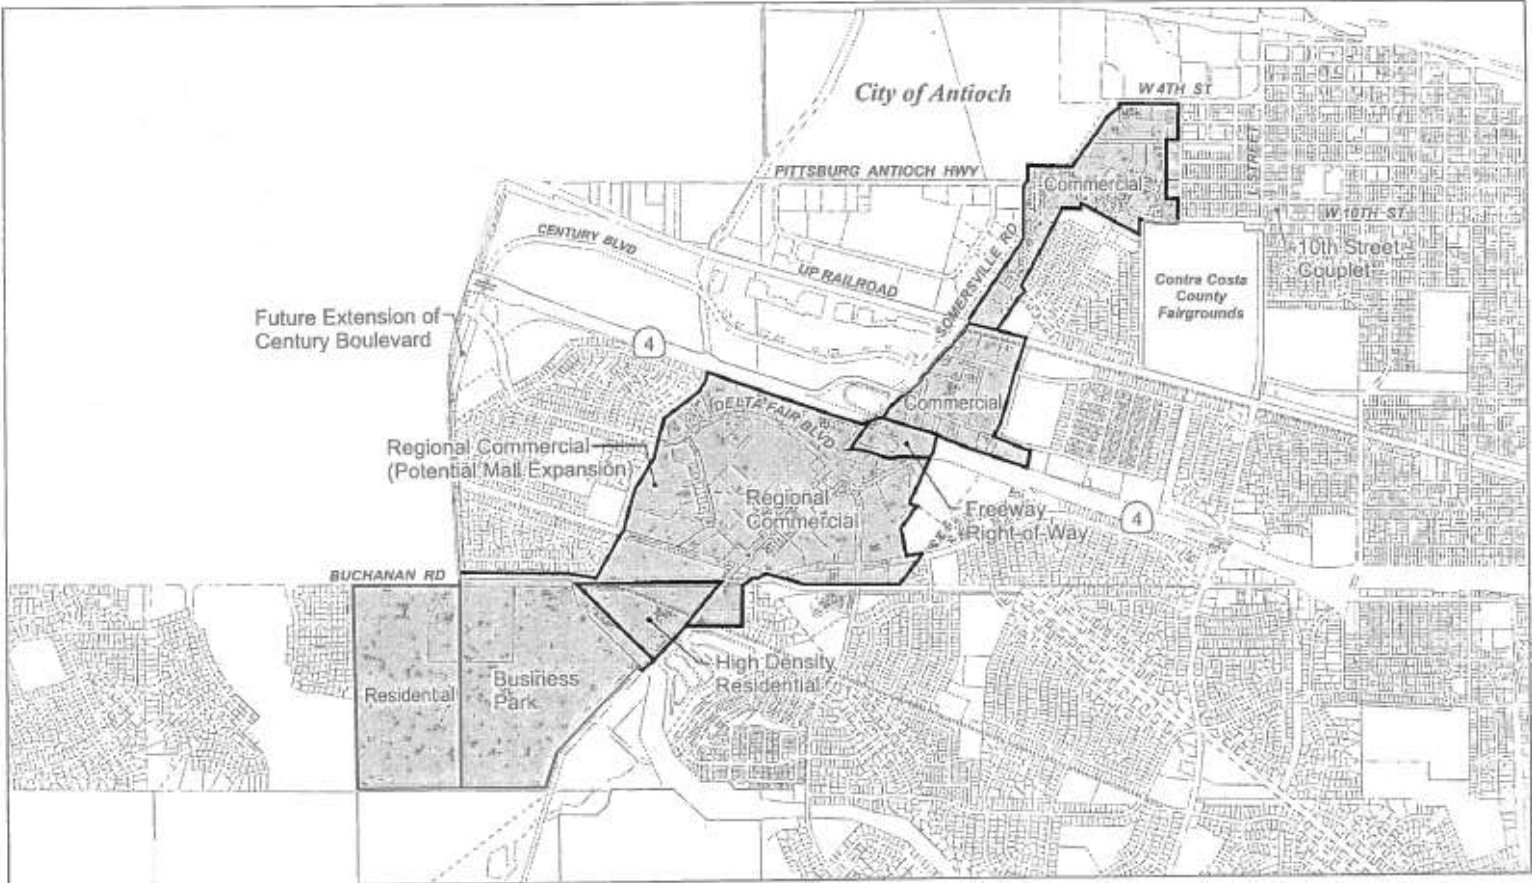 City of Antioch
W 4TH ST
PITTSBURG ANTIOCH HWY
Commercial
L STREET
W 10TH ST
10th Street
Couplet
CENTURY BLVD
UP RAILROAD
SOMERSVILLE RD
Contra Costa
County
Fairgrounds
Future Extension of
Century Boulevard
4
DELTA FAIR BLVD
Commercial
Regional Commercial
(Potential Mall Expansion)
Regional
Commercial
Freeway
Right-of-Way
4
BUCHANAN RD
High Density
Residential
Residential
Business
Park